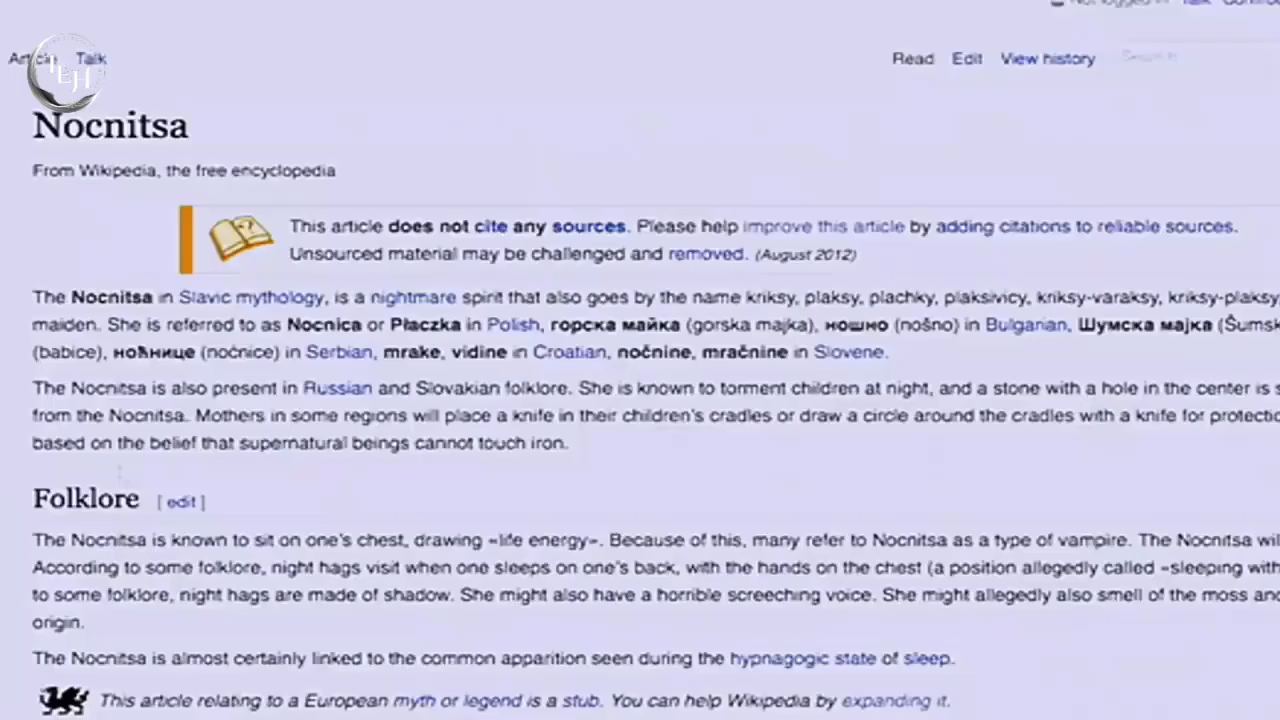 Not logged in Talk
Article Talk
Read Edit View history Search
TEJI
Nocnitsa
From Wikipedia, the free encyclopedia
This article does not cite any sources. Please help improve this article by adding citations to reliable sources.
Unsourced material may be challenged and removed. (August 2012)
The Nocnitsa in Slavic mythology, is a nightmare spirit that also goes by the name kriksy, plaksy, plachky, plaksivicy, kriksy-varaksy, kriksy-plaksy
maiden. She is referred to as Nocnica or Płaczka in Polish, горска майка (gorska majka), ношно (nošno) in Bulgarian, Шумска мајка (Šumsk
(babice), ноћнице (noćnice) in Serbian, mrake, vidine in Croatian, nočnine, mračnine in Slovene.
The Nocnitsa is also present in Russian and Slovakian folklore. She is known to torment children at night, and a stone with a hole in the center is s
from the Nocnitsa. Mothers in some regions will place a knife in their children's cradles or draw a circle around the cradles with a knife for protectio
based on the belief that supernatural beings cannot touch iron.
Folklore [ edit ]
The Nocnitsa is known to sit on one's chest, drawing «life energy». Because of this, many refer to Nocnitsa as a type of vampire. The Nocnitsa wil
According to some folklore, night hags visit when one sleeps on one's back, with the hands on the chest (a position allegedly called «sleeping with
to some folklore, night hags are made of shadow. She might also have a horrible screeching voice. She might allegedly also smell of the moss and
origin.
The Nocnitsa is almost certainly linked to the common apparition seen during the hypnagogic state of sleep.
This article relating to a European myth or legend is a stub. You can help Wikipedia by expanding it.